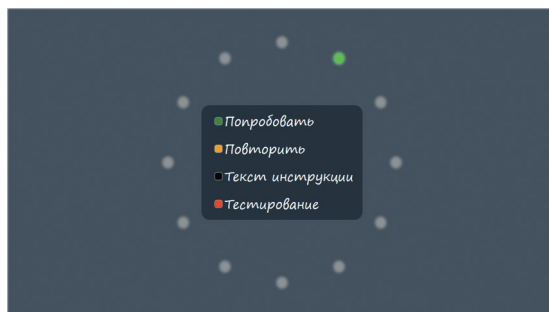 Попробовать
Повторить
Текст инструкции
Тестирование